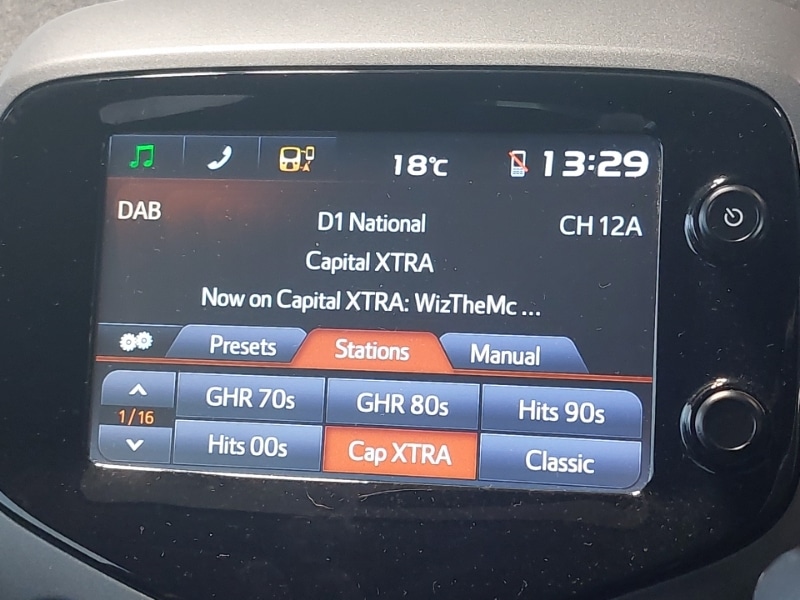 18°C 13:29
DAB
D1 National
CH 12A
Capital XTRA
Now on Capital XTRA: WizTheMc ...
Presets Stations Manual
1/16
GHR 70s GHR 80s Hits 90s
Hits 00s Cap XTRA Classic